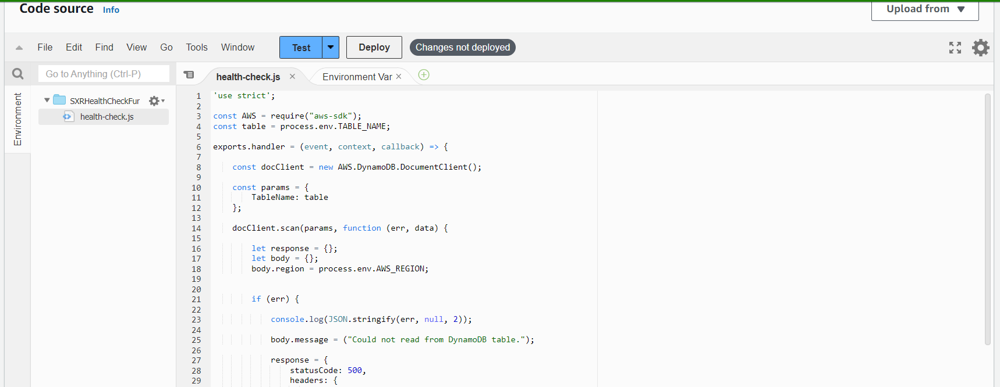 Code source Info
Upload from
File Edit Find View Go Tools Window Test Deploy Changes not deployed
Go to Anything (Ctrl-P)
health-check.js Environment Var
Environment
SXRHealthCheckFur
health-check.js
1 'use strict';
2
3 const AWS = require("aws-sdk");
4 const table = process.env.TABLE_NAME;
5
6 exports.handler = (event, context, callback) => {
7
8 const docClient = new AWS.DynamoDB.DocumentClient();
9
10 const params = {
11 TableName: table
12 };
13
14 docClient.scan(params, function (err, data) {
15
16 let response = {};
17 let body = {};
18 body.region = process.env.AWS_REGION;
19
20
21 if (err) {
22
23 console.log(JSON.stringify(err, null, 2));
24
25 body.message = ("Could not read from DynamoDB table.");
26
27 response = {
28 statusCode: 500,
29 headers: {